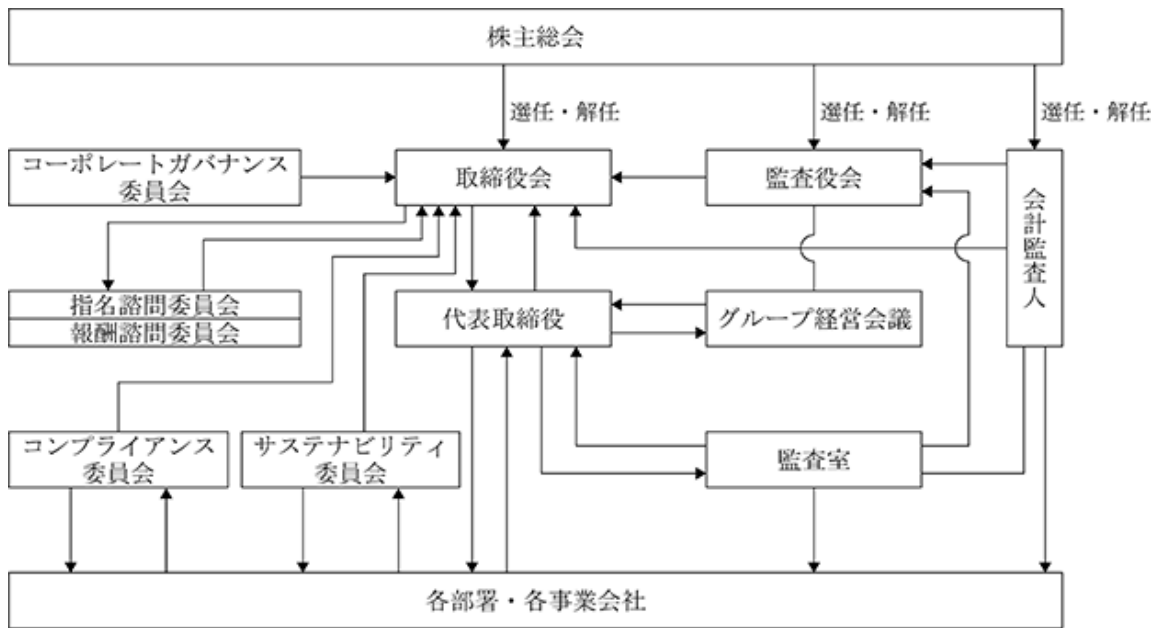 株主総会
選任・解任
選任・解任
選任・解任
コーポレートガバナンス
委員会
取締役会
監査役会
会計監査人
指名諮問委員会
報酬諮問委員会
代表取締役
グループ経営会議
コンプライアンス
委員会
サステナビリティ
委員会
監査室
各部署・各事業会社